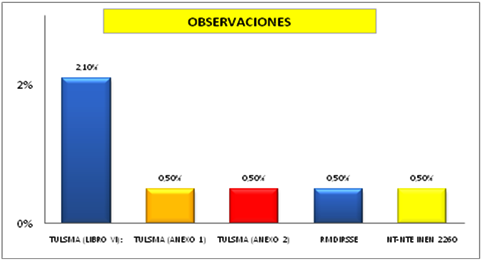 OBSERVACIONES
2%
0%
2.10%
0.50%
0.50%
0.50%
0.50%
TULSMA (LIBRO VI):
TULSMA (ANEXO 1)
TULSMA (ANEXO 2)
RMDIRSSE
NT-NTE INEN 2260